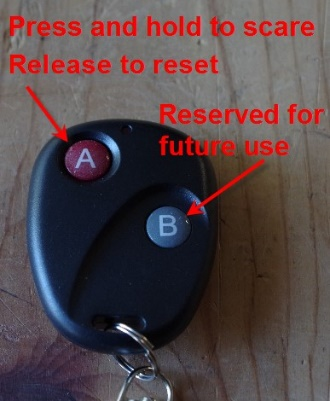 Press and hold to scare
Release to reset
Reserved for
future use
A
B